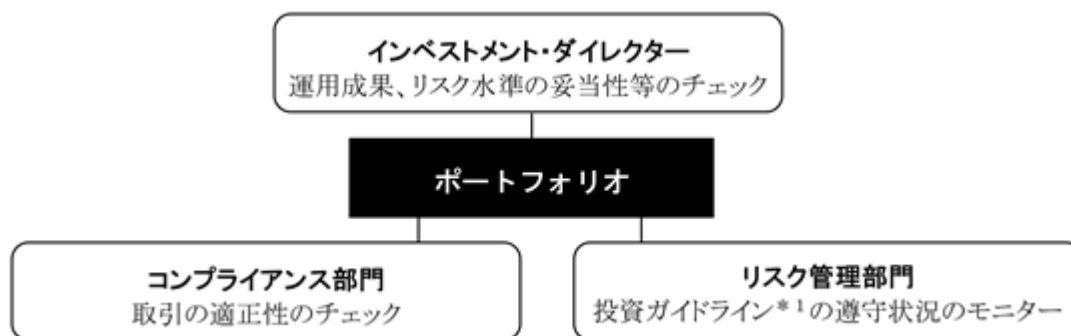 インベストメント・ダイレクター
運用成果、リスク水準の妥当性等のチェック
ポートフォリオ
コンプライアンス部門
取引の適正性のチェック
リスク管理部門
投資ガイドライン*1の遵守状況のモニター